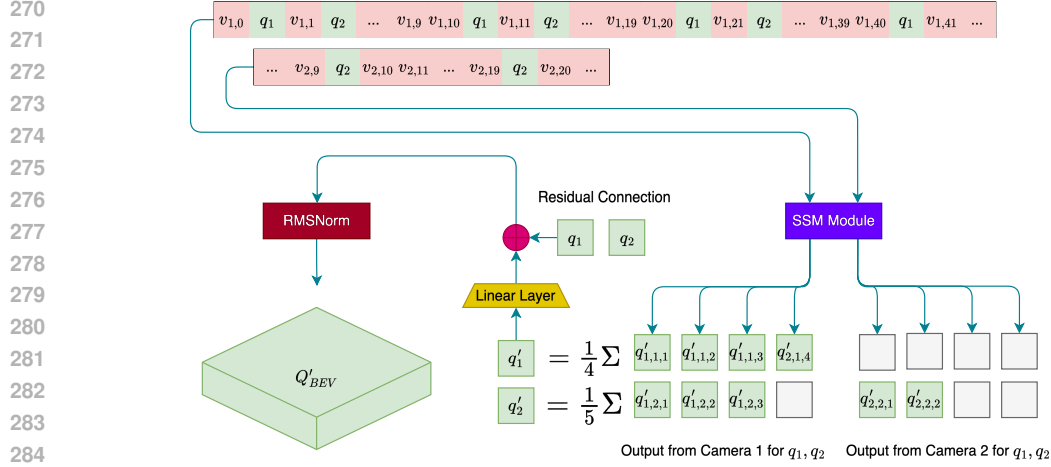 270
v1,0 q1 v1,1 q2 ... v1,9 v1,10 q1 v1,11 q2 ... v1,19 v1,20 q1 v1,21 q2 ... v1,39 v1,40 q1 v1,41 ...
271
272
... v2,9 q2 v2,10 v2,11 ... v2,19 q2 v2,20 ...
273
274
275
276
Residual Connection
277
RMSNorm
q1 q2
SSM Module
278
279
Linear Layer
280
281
q′1 = 1/4 Σ q′1,1,1 q′1,1,2 q′1,1,3 q′2,1,4
Q′BEV
282
q′2 = 1/5 Σ q′1,2,1 q′1,2,2 q′1,2,3 q′2,2,1 q′2,2,2
283
284
Output from Camera 1 for q1, q2
Output from Camera 2 for q1, q2